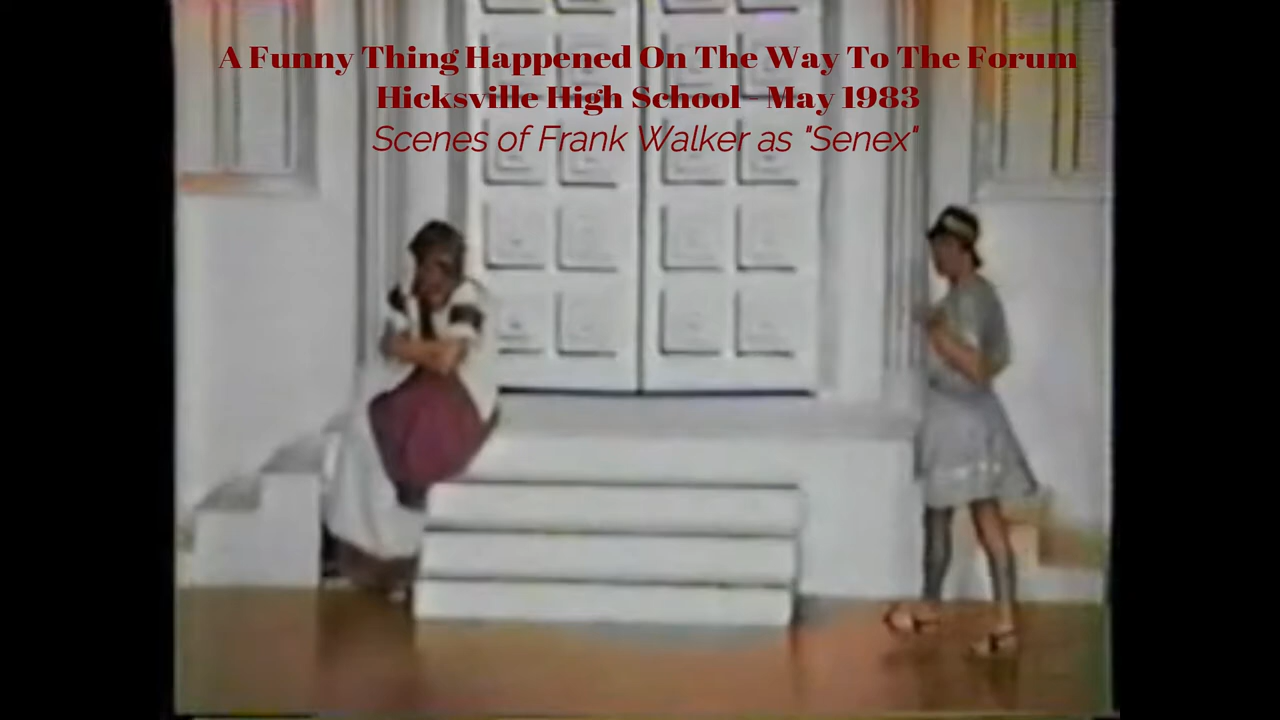 A Funny Thing Happened On The Way To The Forum
Hicksville High School - May 1983
Scenes of Frank Walker as "Senex"